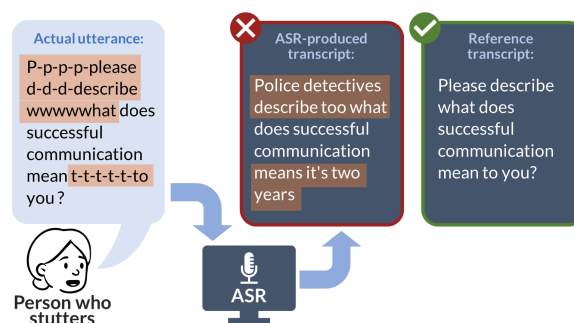 Actual utterance:
P-p-p-p-please
d-d-d-describe
wwwwwhat does
successful
communication
mean t-t-t-t-t-to
you?
Person who
stutters
ASR
ASR-produced
transcript:
Police detectives
describe too what
does successful
communication
means it's two
years
Reference
transcript:
Please describe
what does
successful
communication
mean to you?